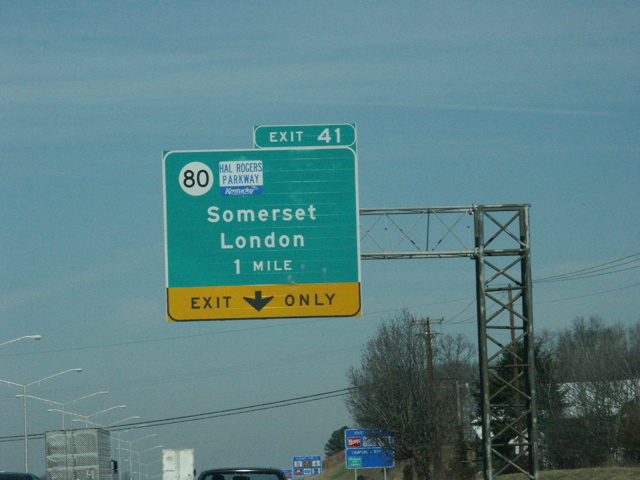 EXIT 41
80
HAL ROGERS
PARKWAY
Kentucky
Somerset
London
1 MILE
EXIT ONLY